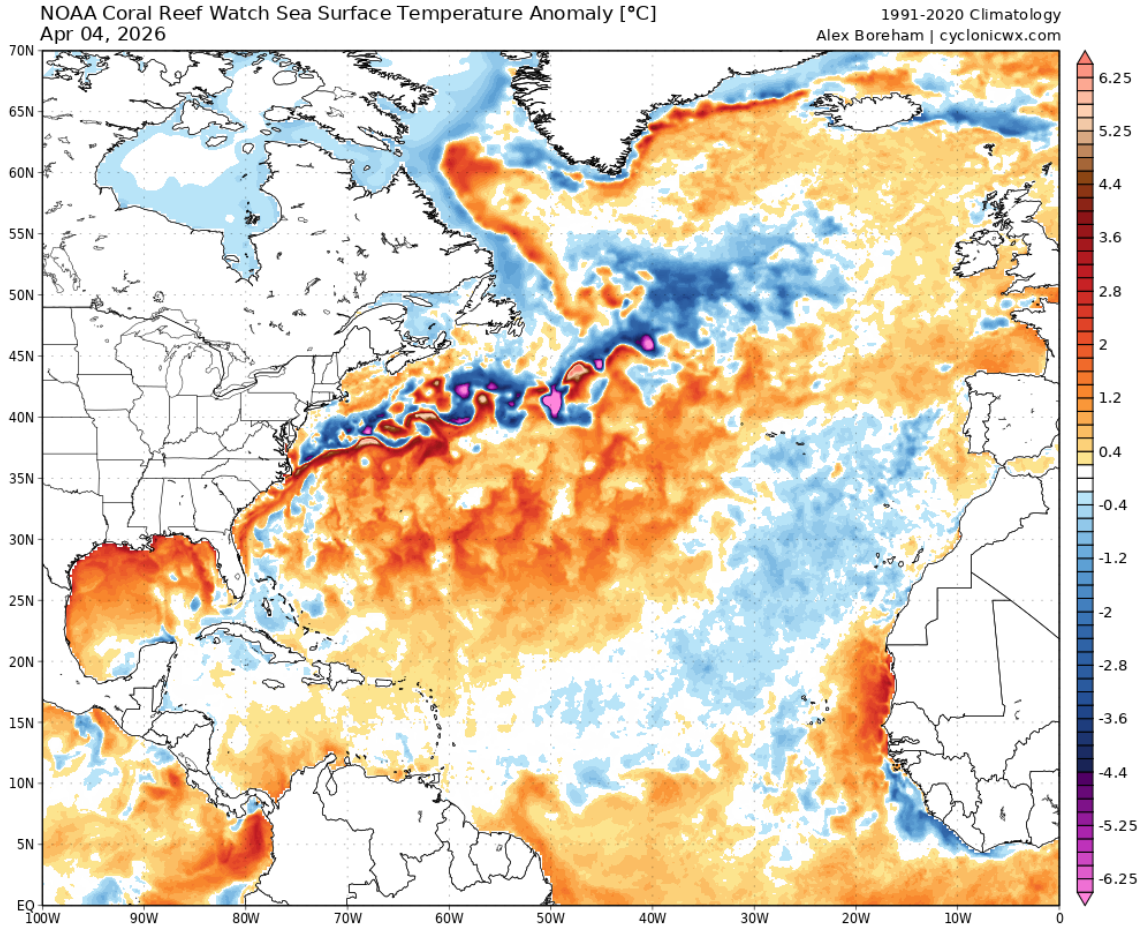 NOAA Coral Reef Watch Sea Surface Temperature Anomaly [°C]
1991-2020 Climatology
Apr 04, 2026
Alex Boreham | cyclonicwx.com
70N
65N
60N
55N
50N
45N
40N
35N
30N
25N
20N
15N
10N
5N
EQ
100W 90W 80W 70W 60W 50W 40W 30W 20W 10W 0
6.25
5.25
4.4
3.6
2.8
2
1.2
0.4
-0.4
-1.2
-2
-2.8
-3.6
-4.4
-5.25
-6.25